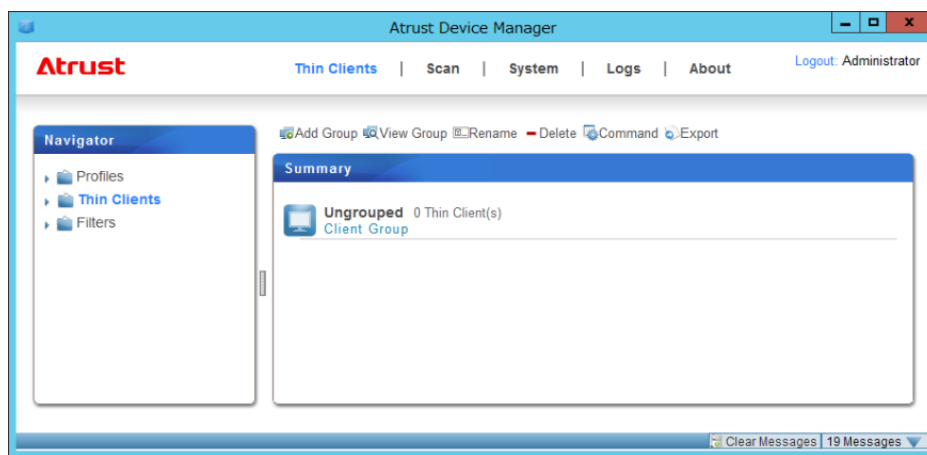 Atrust Device Manager
Atrust
Thin Clients | Scan | System | Logs | About
Logout: Administrator
Navigator
Profiles
Thin Clients
Filters
Add Group View Group Rename Delete Command Export
Summary
Ungrouped 0 Thin Client(s)
Client Group
Clear Messages 19 Messages